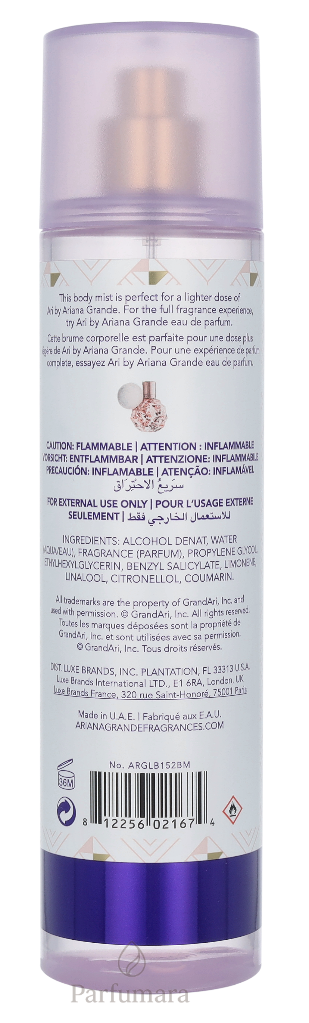 This body mist is perfect for a lighter dose of
Ari by Ariana Grande. For the full fragrance experience,
try Ari by Ariana Grande eau de parfum.
Cette brume corporelle est parfaite pour une dose plus
légère de Ari by Ariana Grande. Pour une expérience de parfum
complète, essayez Ari by Ariana Grande eau de parfum.
CAUTION: FLAMMABLE | ATTENTION : INFLAMMABLE
VORSICHT: ENTFLAMMBAR | ATTENZIONE: INFLAMMABILE
PRECAUCIÓN: INFLAMABLE | ATENÇÃO: INFLAMÁVEL
سريع الاحتراق
FOR EXTERNAL USE ONLY | POUR L'USAGE EXTERNE
SEULEMENT | للاستعمال الخارجي فقط
INGREDIENTS: ALCOHOL DENAT, WATER
(AQUA/EAU), FRAGRANCE (PARFUM), PROPYLENE GLYCOL,
ETHYLHEXYLGLYCERIN, BENZYL SALICYLATE, LIMONENE,
LINALOOL, CITRONELLOL, COUMARIN.
All trademarks are the property of GrandAri, Inc. and
used with permission. © GrandAri, Inc. All rights reserved.
Toutes les marques déposées sont la propriété de
GrandAri, Inc. et sont utilisées avec sa permission.
© GrandAri, Inc. Tous droits réservés.
DIST. LUXE BRANDS, INC. PLANTATION, FL 33313 U.S.A.
Luxe Brands International LTD., E1 6RA, London, UK
Luxe Brands France, 320 rue Saint-Honoré, 75001 Paris
Made in U.A.E. | Fabriqué aux E.A.U.
ARIANAGRANDEFRAGRANCES.COM
No. ARGLB152BM
36M
8 12256 02167 4
Parfumara